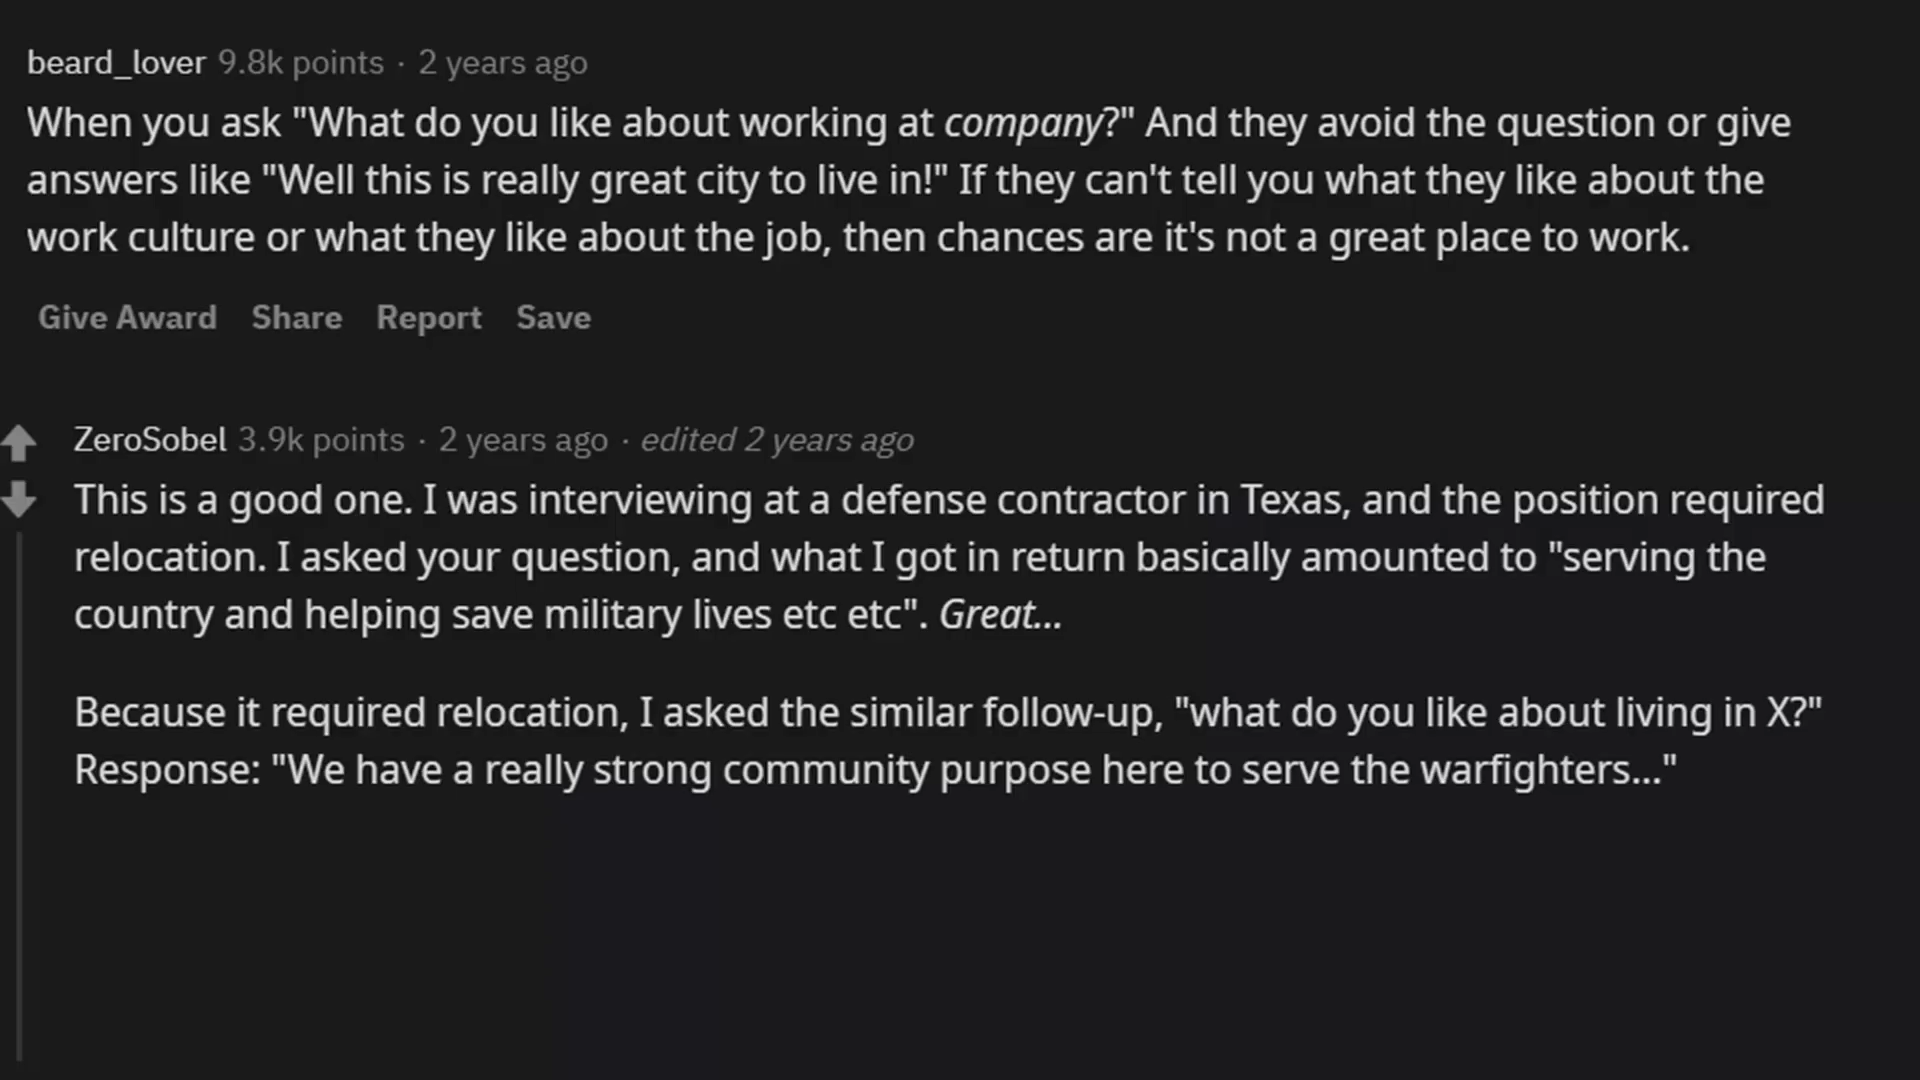 beard_lover 9.8k points · 2 years ago
When you ask "What do you like about working at company?" And they avoid the question or give
answers like "Well this is really great city to live in!" If they can't tell you what they like about the
work culture or what they like about the job, then chances are it's not a great place to work.
Give Award Share Report Save
ZeroSobel 3.9k points · 2 years ago · edited 2 years ago
This is a good one. I was interviewing at a defense contractor in Texas, and the position required
relocation. I asked your question, and what I got in return basically amounted to "serving the
country and helping save military lives etc etc". Great...
Because it required relocation, I asked the similar follow-up, "what do you like about living in X?"
Response: "We have a really strong community purpose here to serve the warfighters..."